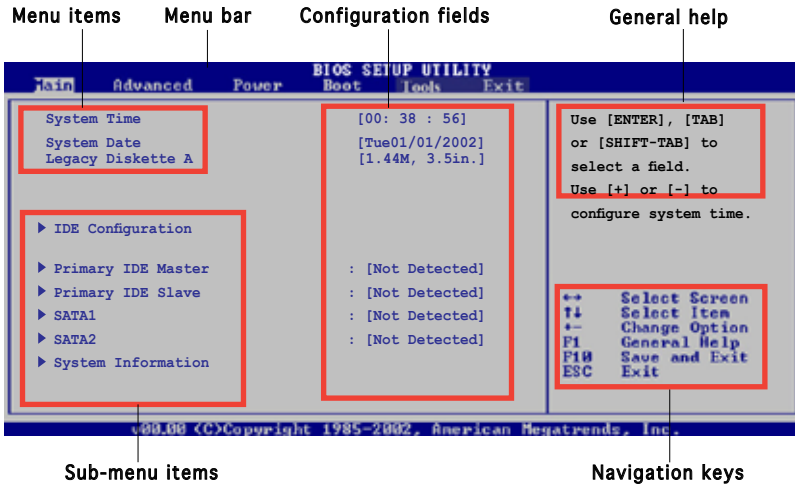 Menu items Menu bar Configuration fields General help
BIOS SETUP UTILITY
Main Advanced Power Boot Tools Exit
System Time [00: 38 : 56]
System Date [Tue01/01/2002]
Legacy Diskette A [1.44M, 3.5in.]
IDE Configuration
Primary IDE Master : [Not Detected]
Primary IDE Slave : [Not Detected]
SATA1 : [Not Detected]
SATA2 : [Not Detected]
System Information
Use [ENTER], [TAB]
or [SHIFT-TAB] to
select a field.
Use [+] or [-] to
configure system time.
↔ Select Screen
↑↓ Select Item
+- Change Option
F1 General Help
F10 Save and Exit
ESC Exit
v00.00 (C)Copyright 1985-2002, American Megatrends, Inc.
Sub-menu items Navigation keys